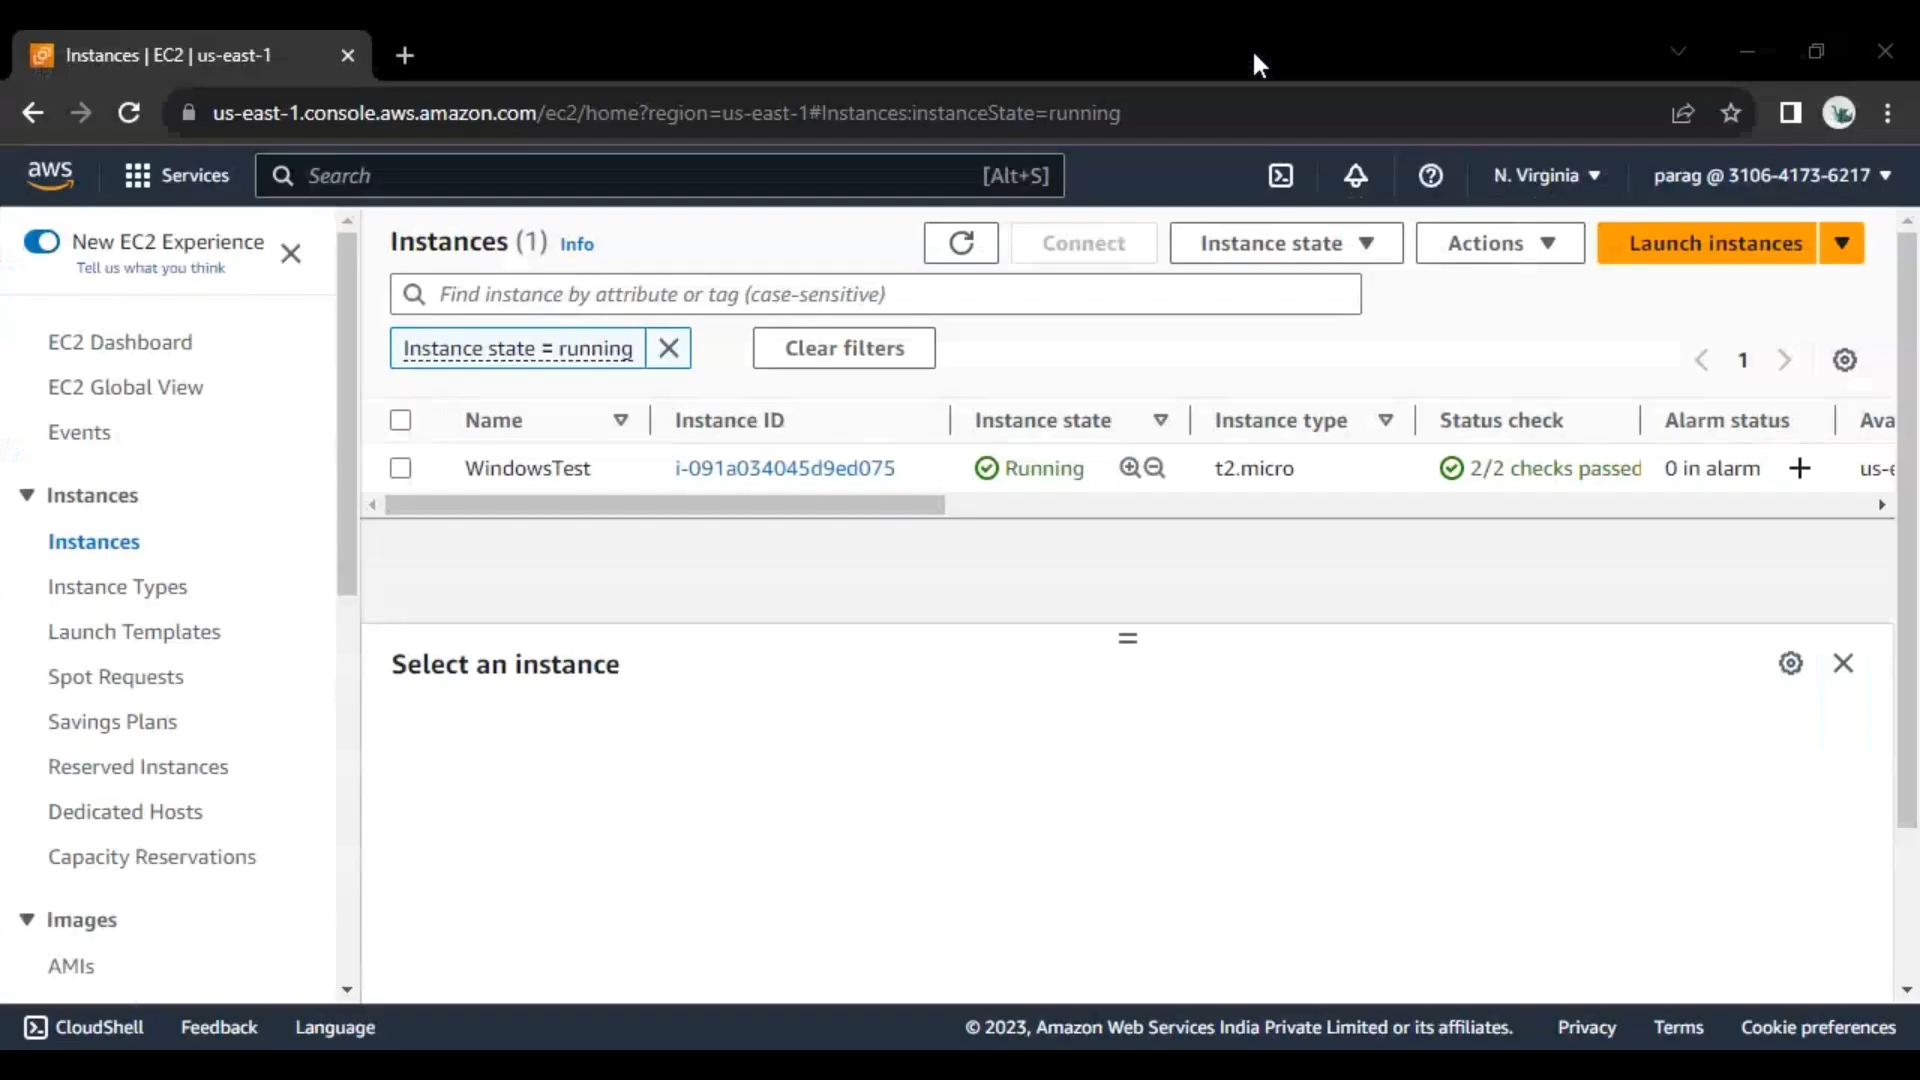 Instances | EC2 | us-east-1
us-east-1.console.aws.amazon.com/ec2/home?region=us-east-1#Instances:instanceState=running
aws Services Search [Alt+S] N. Virginia parag @ 3106-4173-6217
New EC2 Experience
Tell us what you think
EC2 Dashboard
EC2 Global View
Events
Instances
Instances
Instance Types
Launch Templates
Spot Requests
Savings Plans
Reserved Instances
Dedicated Hosts
Capacity Reservations
Images
AMIs
Instances (1) Info
Connect
Instance state
Actions
Launch instances
Find instance by attribute or tag (case-sensitive)
Instance state = running
Clear filters
1
Name Instance ID Instance state Instance type Status check Alarm status Ava
WindowsTest i-091a034045d9ed075 Running t2.micro 2/2 checks passed 0 in alarm us-e
Select an instance
CloudShell Feedback Language © 2023, Amazon Web Services India Private Limited or its affiliates. Privacy Terms Cookie preferences